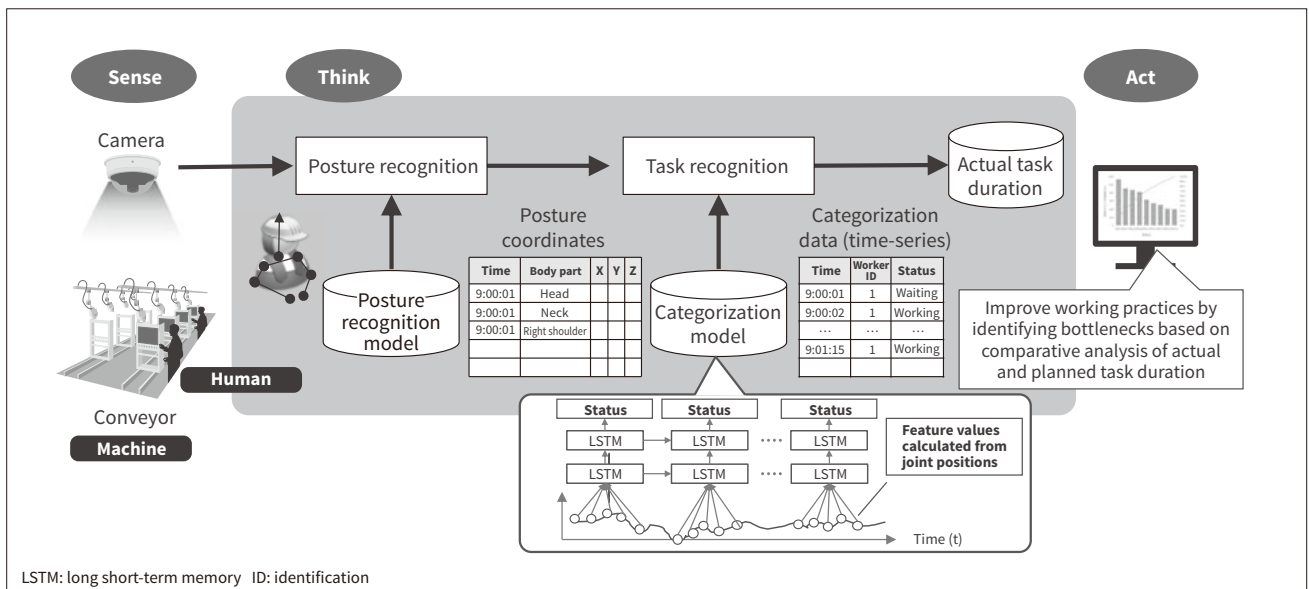 Sense
Think
Act
Camera
Posture recognition
Task recognition
Actual task
duration
Posture
coordinates
Categorization
data (time-series)
Time Body part X Y Z
9:00:01 Head
9:00:01 Neck
9:00:01 Right shoulder
Time Worker ID Status
9:00:01 1 Waiting
9:00:02 1 Working
... ... ...
9:01:15 1 Working
Posture
recognition
model
Categorization
model
Improve working practices by
identifying bottlenecks based on
comparative analysis of actual
and planned task duration
Human
Conveyor
Machine
Status Status Status
LSTM LSTM .... LSTM
LSTM LSTM .... LSTM
Feature values
calculated from
joint positions
Time (t)
LSTM: long short-term memory ID: identification